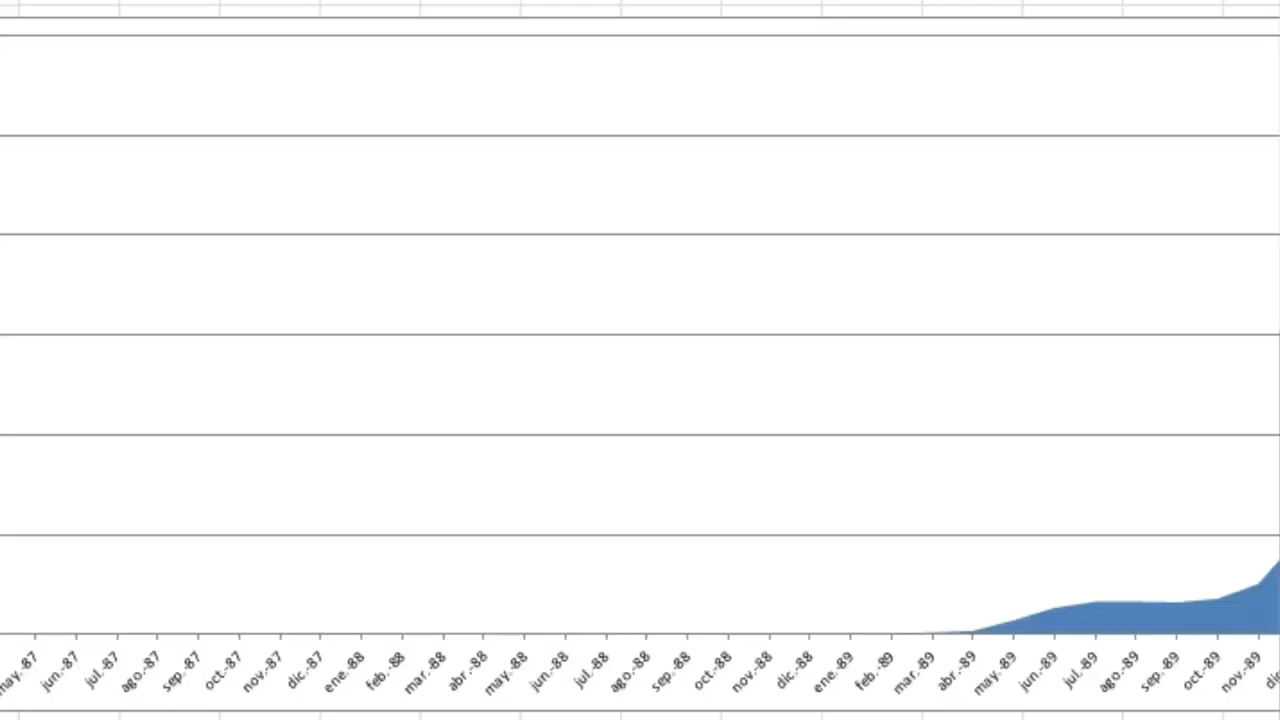 may.-87 jun.-87 jul.-87 ago.-87 sep.-87 oct.-87 nov.-87 dic.-87 ene.-88 feb.-88 mar.-88 abr.-88 may.-88 jun.-88 jul.-88 ago.-88 sep.-88 oct.-88 nov.-88 dic.-88 ene.-89 feb.-89 mar.-89 abr.-89 may.-89 jun.-89 jul.-89 ago.-89 sep.-89 oct.-89 nov.-89